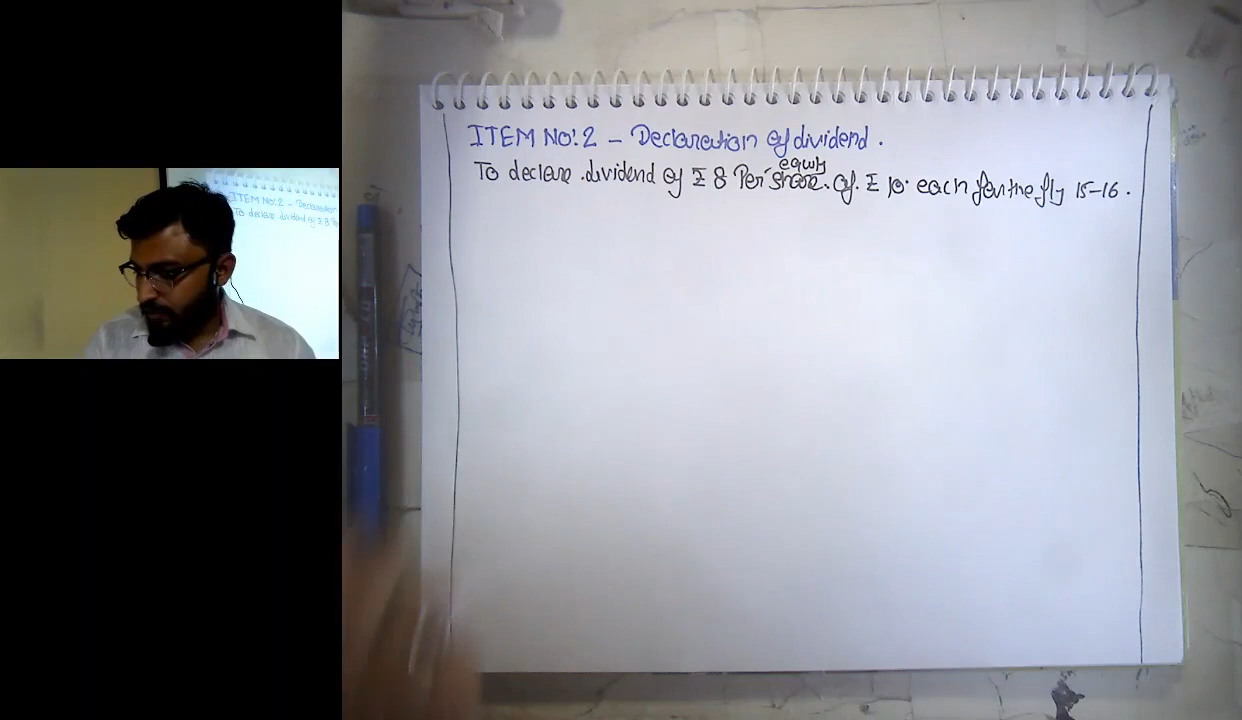 ITEM No: 2 - Declaration of dividend.
To declare dividend of ₹ 8 Per equity share of ₹ 10 each for the f/y 15-16.